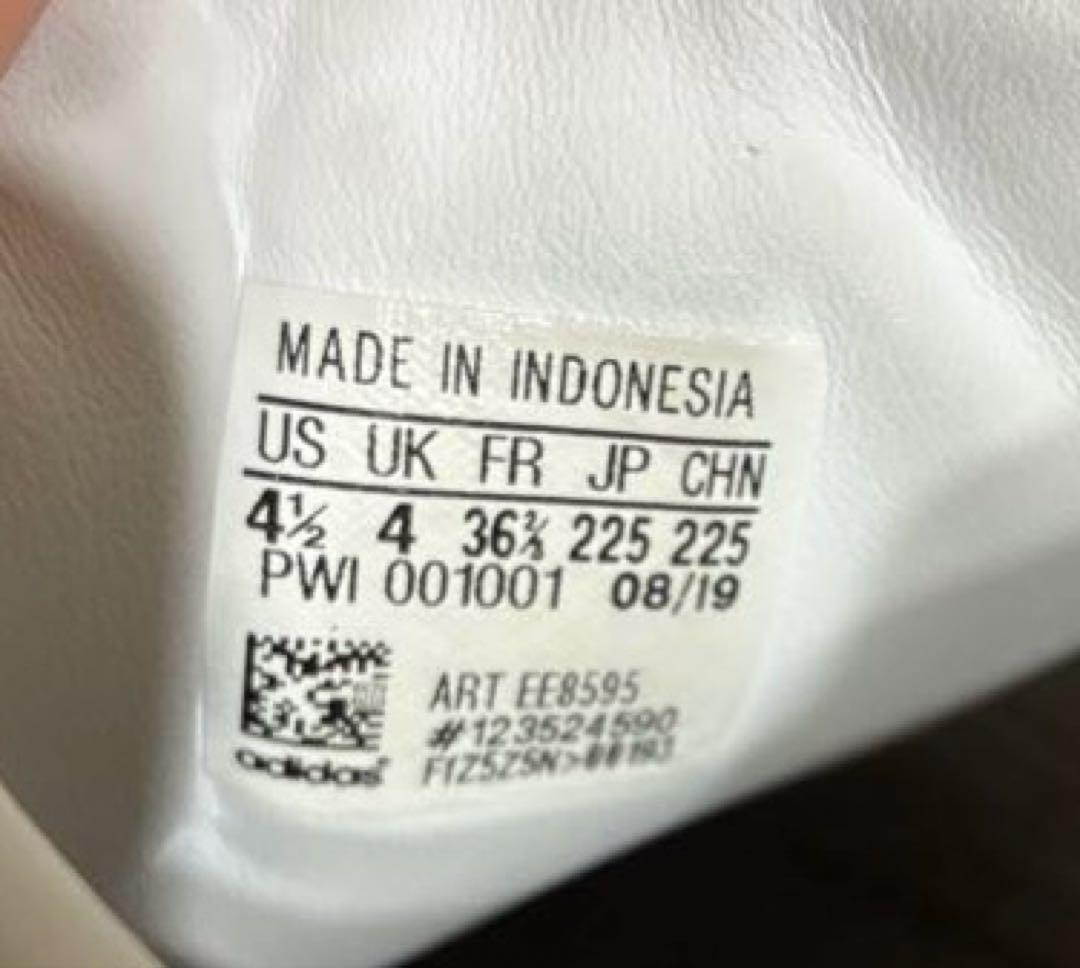 MADE IN INDONESIA
US UK FR JP CHN
4½ 4 36⅔ 225 225
PWI 001001 08/19
ART EE8595
#123524590
adidas